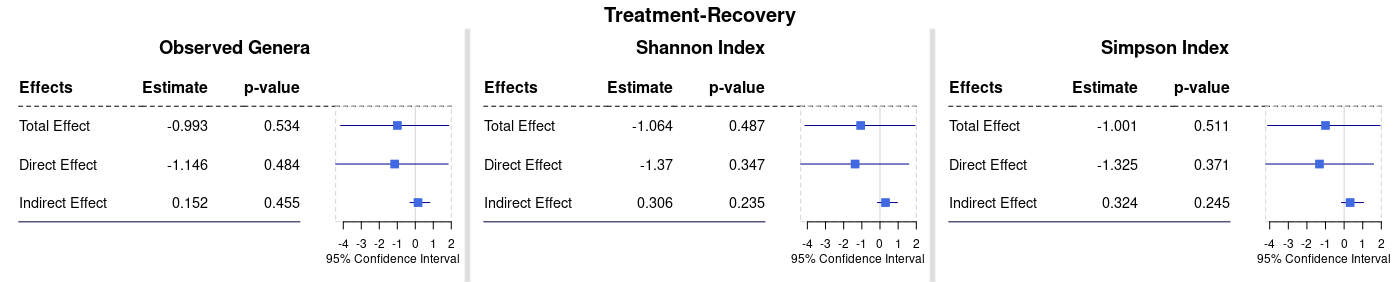 Treatment-Recovery
Observed Genera
Effects Estimate p-value
Total Effect -0.993 0.534
Direct Effect -1.146 0.484
Indirect Effect 0.152 0.455
-4 -3 -2 -1 0 1 2
95% Confidence Interval
Shannon Index
Effects Estimate p-value
Total Effect -1.064 0.487
Direct Effect -1.37 0.347
Indirect Effect 0.306 0.235
-4 -3 -2 -1 0 1 2
95% Confidence Interval
Simpson Index
Effects Estimate p-value
Total Effect -1.001 0.511
Direct Effect -1.325 0.371
Indirect Effect 0.324 0.245
-4 -3 -2 -1 0 1 2
95% Confidence Interval